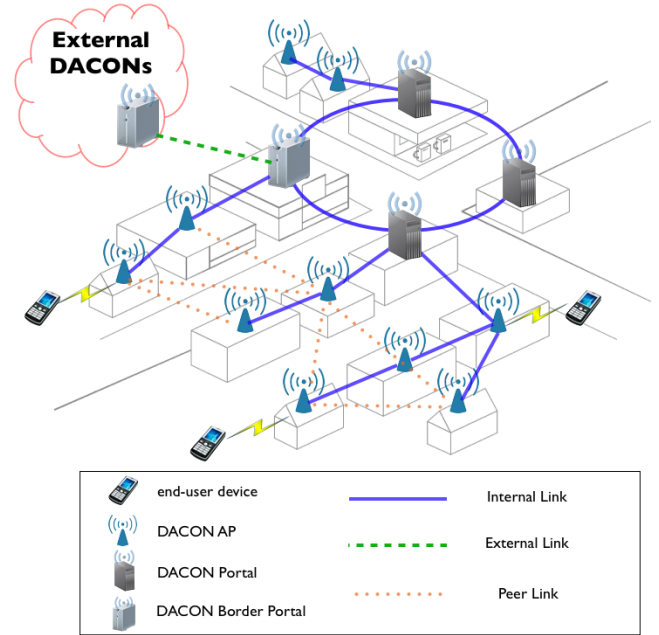 External
DACONs
end-user device
Internal Link
DACON AP
External Link
DACON Portal
Peer Link
DACON Border Portal